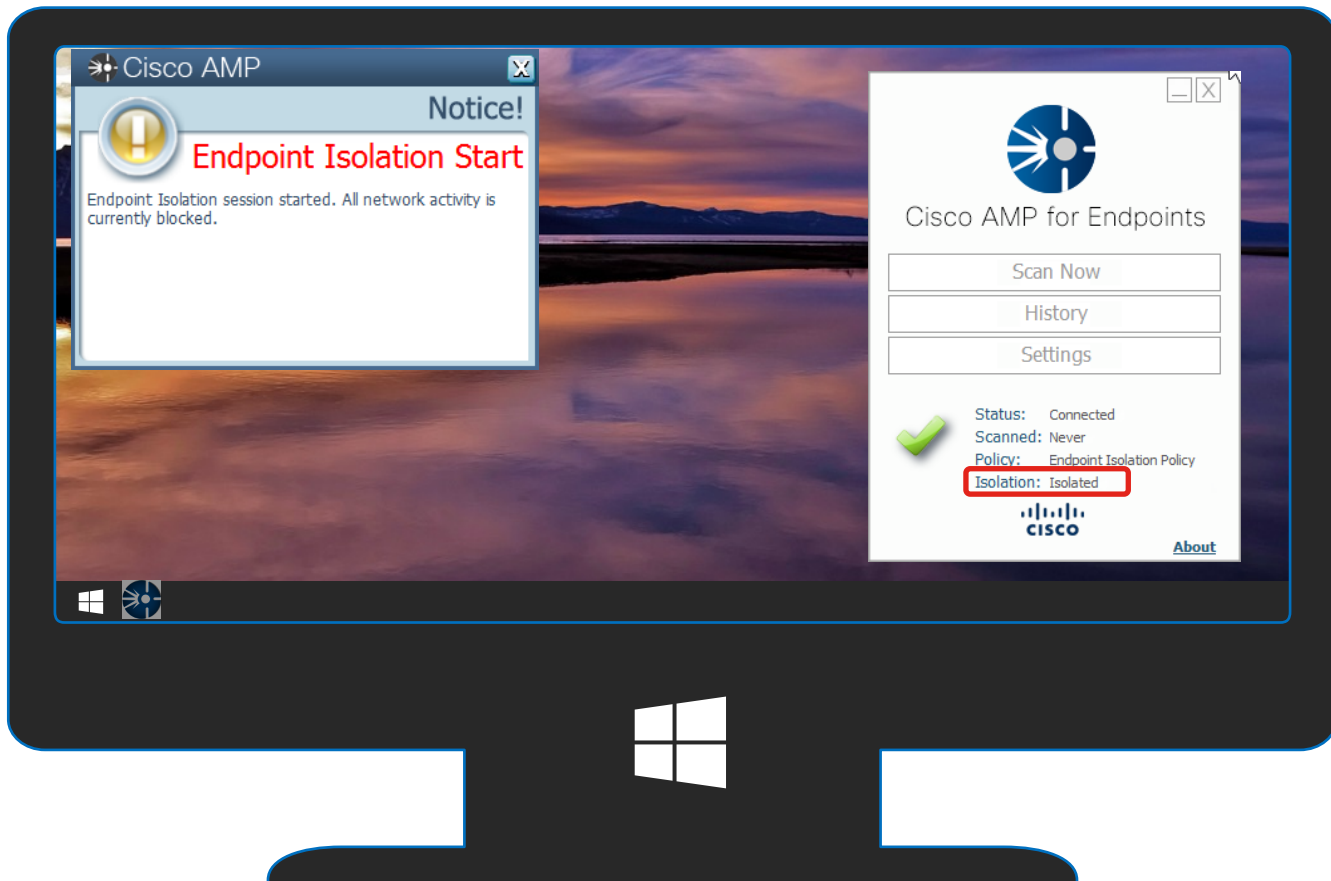 Cisco AMP
X
Notice!
Endpoint Isolation Start
Endpoint Isolation session started. All network activity is
currently blocked.
X
Cisco AMP for Endpoints
Scan Now
History
Settings
Status: Connected
Scanned: Never
Policy: Endpoint Isolation Policy
Isolation: Isolated
CISCO
About